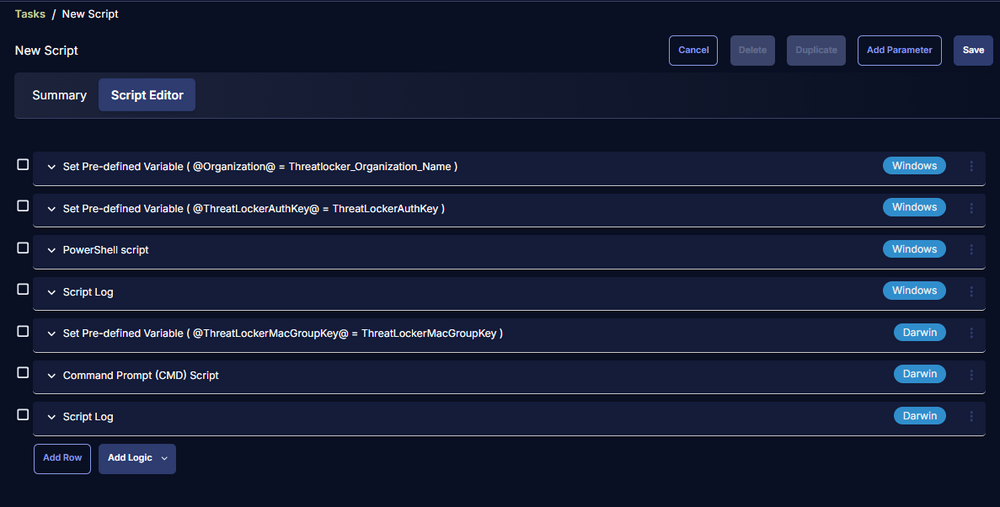 Tasks / New Script
New Script
Cancel
Delete
Duplicate
Add Parameter
Save
Summary
Script Editor
Set Pre-defined Variable ( @Organization@ = Threatlocker_Organization_Name ) Windows
Set Pre-defined Variable ( @ThreatLockerAuthKey@ = ThreatLockerAuthKey ) Windows
PowerShell script Windows
Script Log Windows
Set Pre-defined Variable ( @ThreatLockerMacGroupKey@ = ThreatLockerMacGroupKey ) Darwin
Command Prompt (CMD) Script Darwin
Script Log Darwin
Add Row
Add Logic